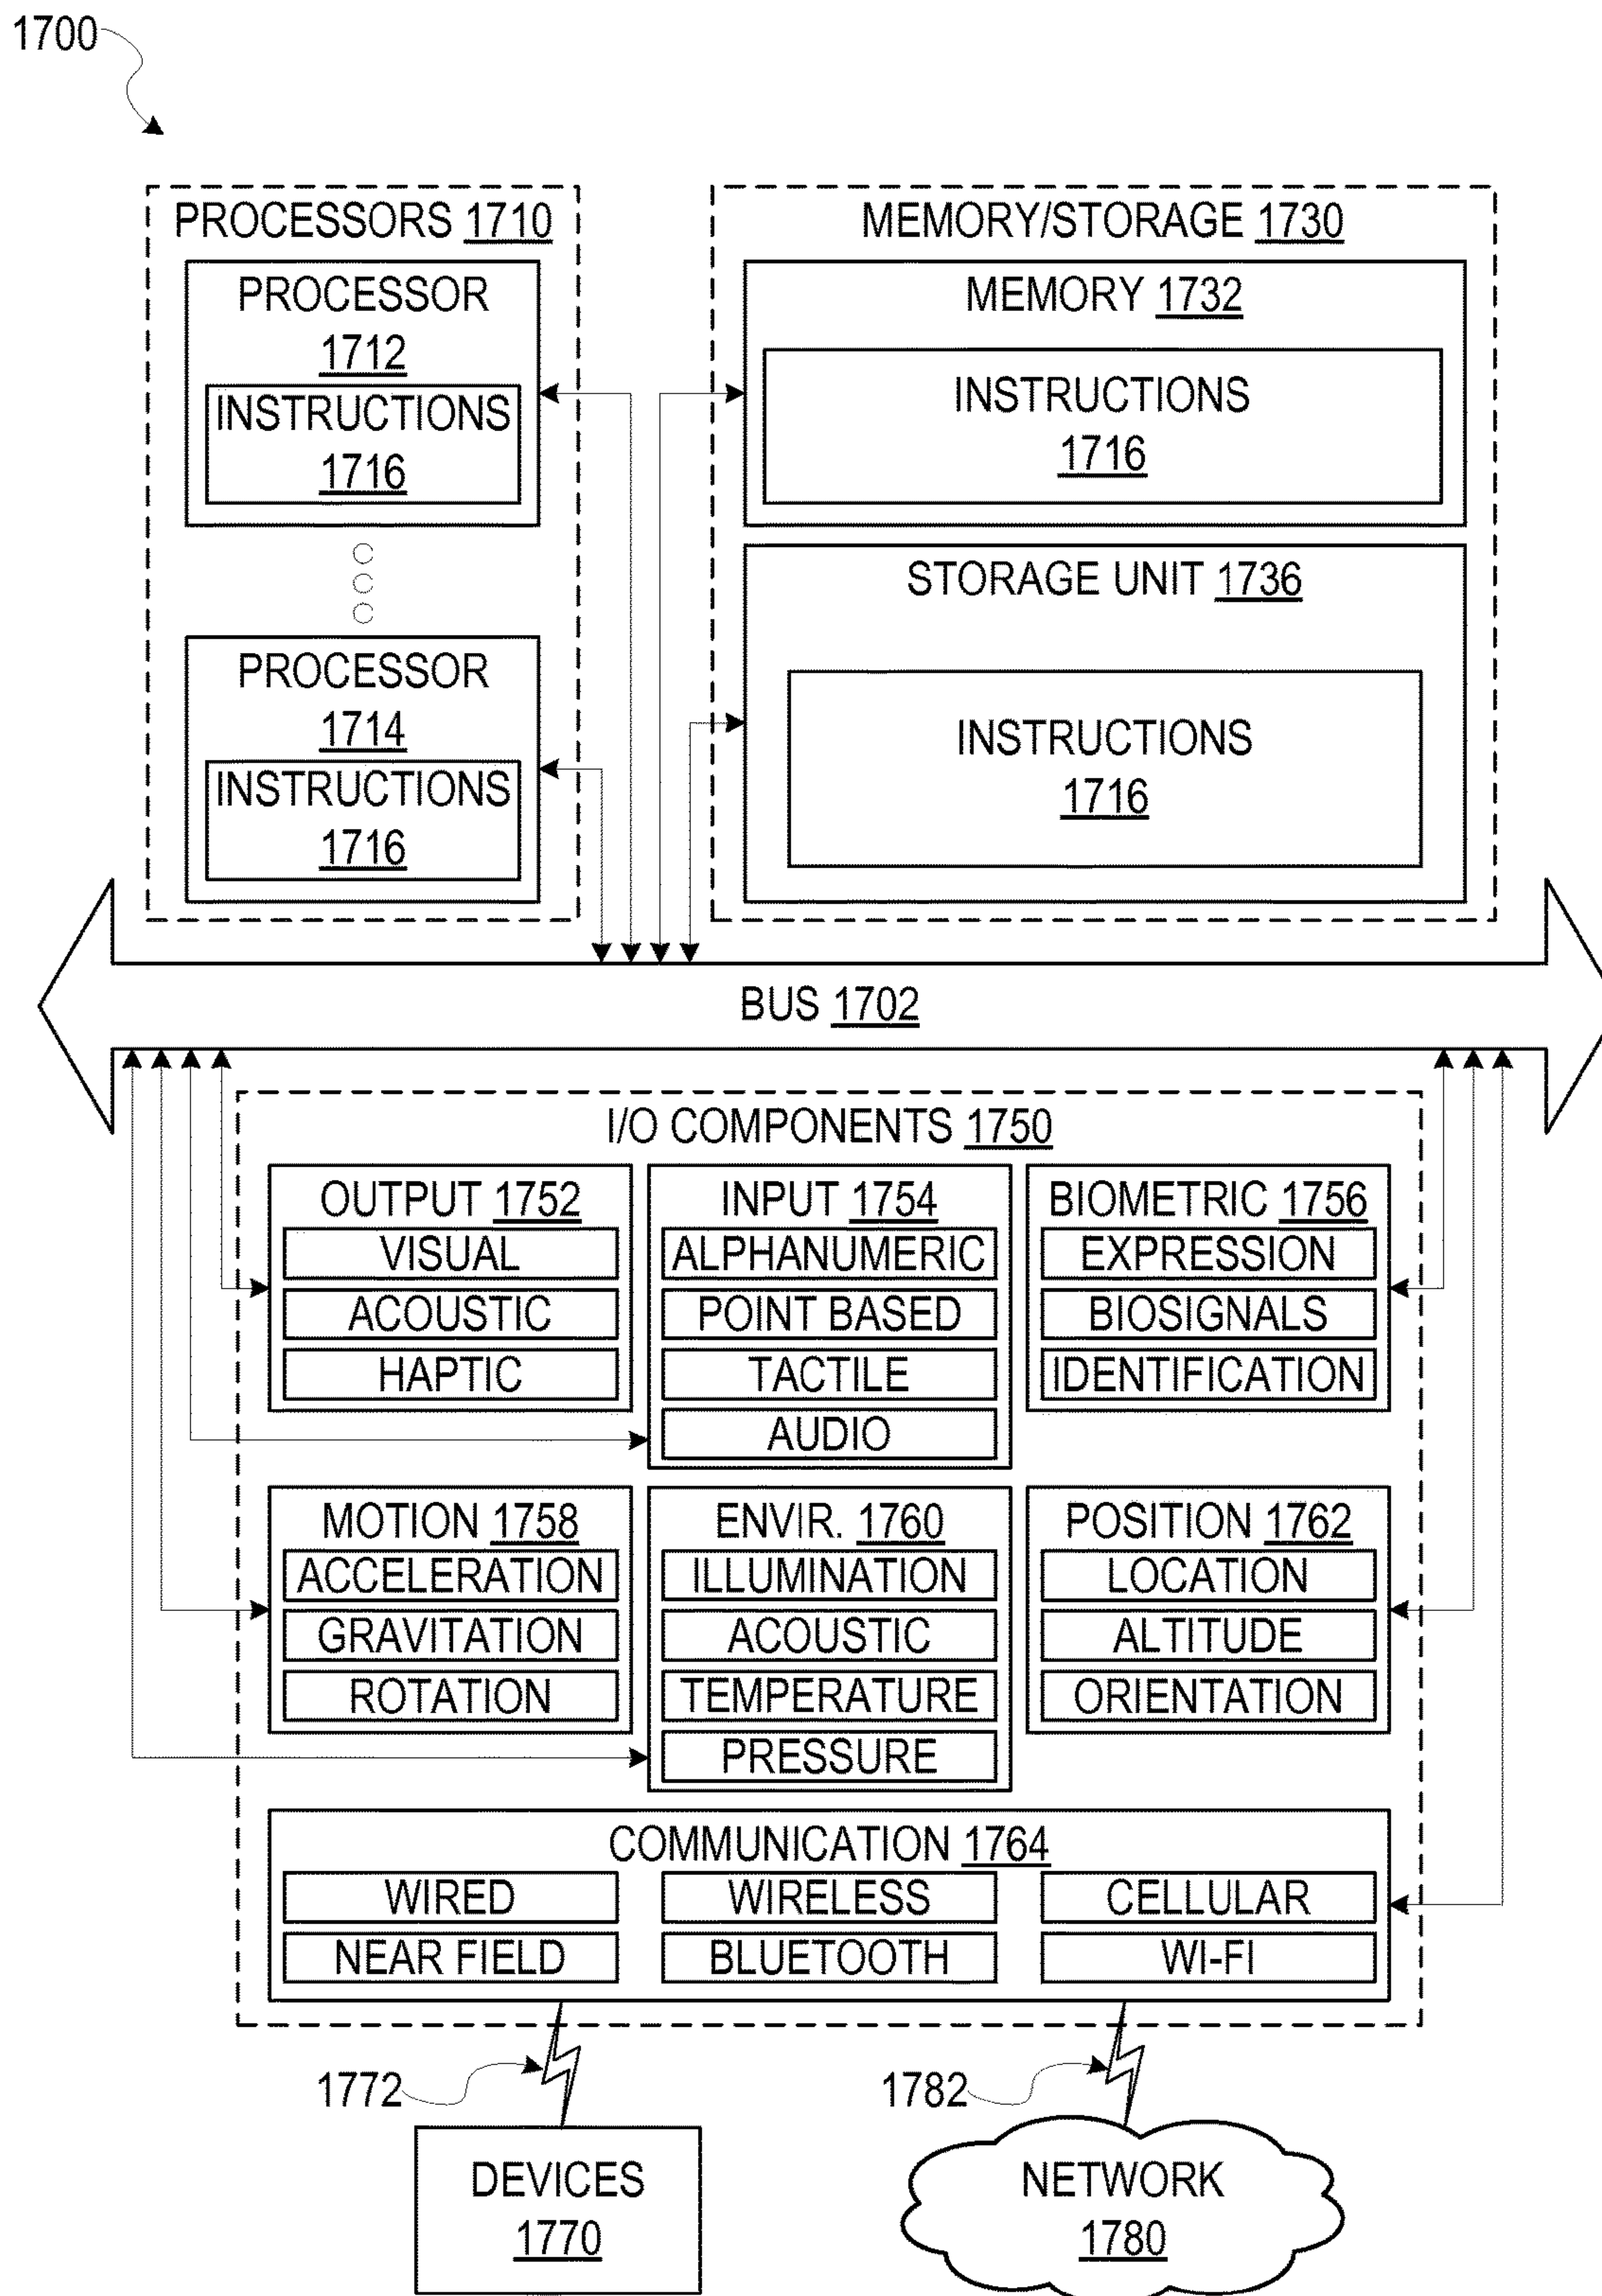 1700
PROCESSORS 1710
PROCESSOR
1712
INSTRUCTIONS
1716
PROCESSOR
1714
INSTRUCTIONS
1716
MEMORY/STORAGE 1730
MEMORY 1732
INSTRUCTIONS
1716
STORAGE UNIT 1736
INSTRUCTIONS
1716
BUS 1702
I/O COMPONENTS 1750
OUTPUT 1752
VISUAL
ACOUSTIC
HAPTIC
INPUT 1754
ALPHANUMERIC
POINT BASED
TACTILE
AUDIO
BIOMETRIC 1756
EXPRESSION
BIOSIGNALS
IDENTIFICATION
MOTION 1758
ACCELERATION
GRAVITATION
ROTATION
ENVIR. 1760
ILLUMINATION
ACOUSTIC
TEMPERATURE
PRESSURE
POSITION 1762
LOCATION
ALTITUDE
ORIENTATION
COMMUNICATION 1764
WIRED
WIRELESS
CELLULAR
NEAR FIELD
BLUETOOTH
WI-FI
1772
1782
DEVICES
1770
NETWORK
1780